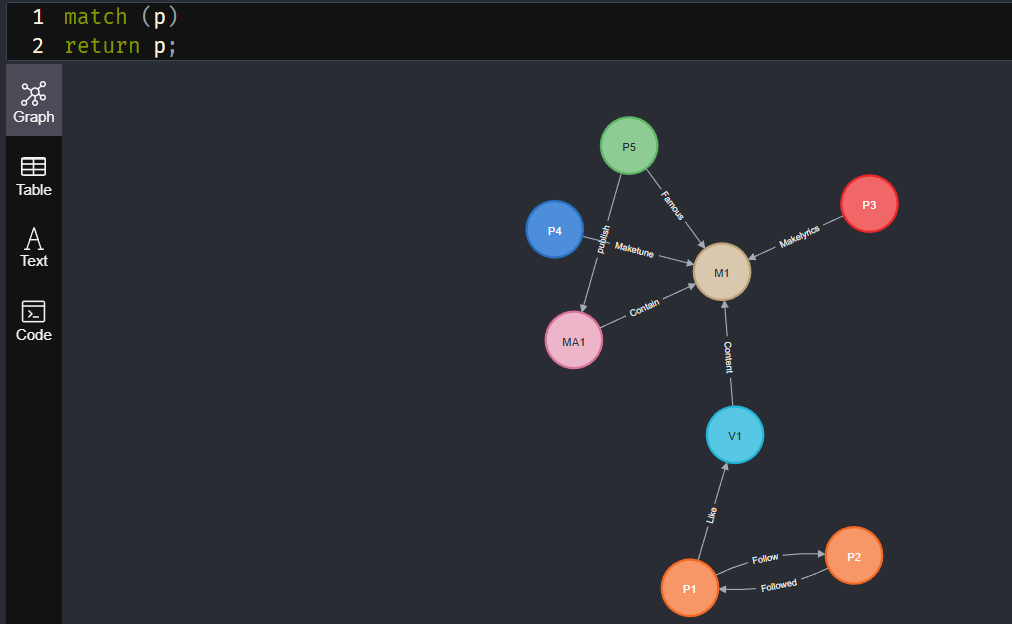 1 match (p)
2 return p;
Graph
Table
Text
Code
P5
Famous
publish
P3
P4
Maketune
Makelyrics
M1
Contain
MA1
Content
V1
Like
Follow
P2
Followed
P1